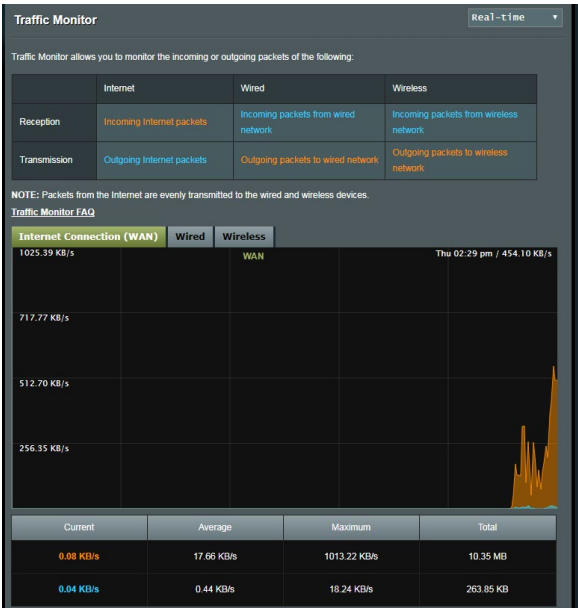 Traffic Monitor
Real-time
Traffic Monitor allows you to monitor the incoming or outgoing packets of the following:
Internet Wired Wireless
Reception Incoming Internet packets Incoming packets from wired network Incoming packets from wireless network
Transmission Outgoing Internet packets Outgoing packets to wired network Outgoing packets to wireless network
NOTE: Packets from the Internet are evenly transmitted to the wired and wireless devices.
Traffic Monitor FAQ
Internet Connection (WAN) Wired Wireless
1025.39 KB/s WAN Thu 02:29 pm / 454.10 KB/s
717.77 KB/s
512.70 KB/s
256.35 KB/s
Current Average Maximum Total
0.08 KB/s 17.66 KB/s 1013.22 KB/s 10.35 MB
0.04 KB/s 0.44 KB/s 18.24 KB/s 263.85 KB